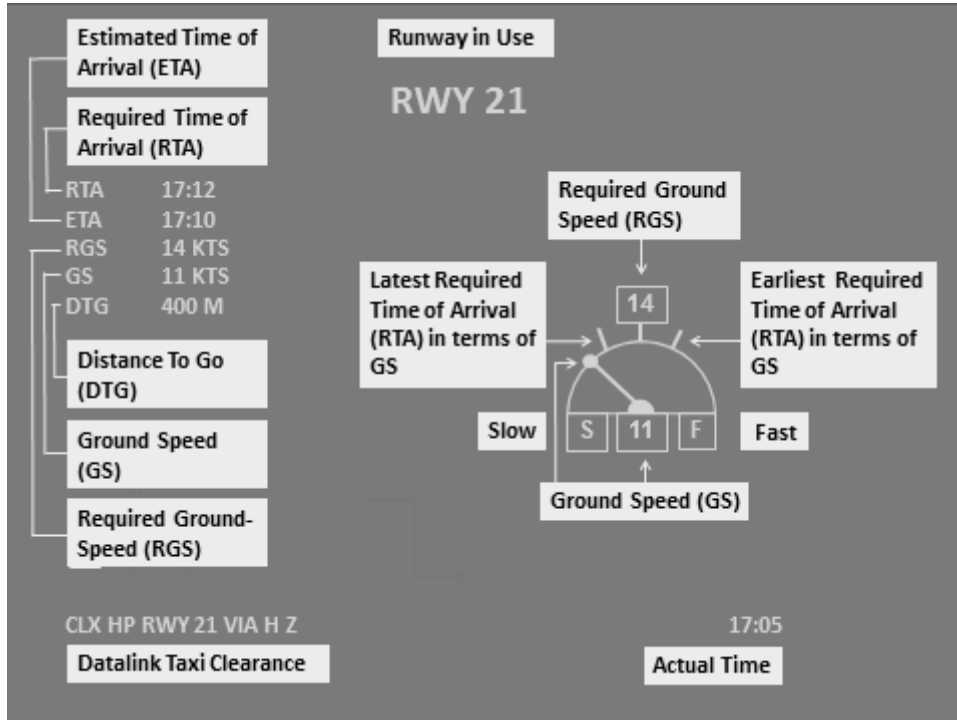 Estimated Time of
Arrival (ETA)
Required Time of
Arrival (RTA)
RTA 17:12
ETA 17:10
RGS 14 KTS
GS 11 KTS
DTG 400 M
Distance To Go
(DTG)
Ground Speed
(GS)
Required Ground-
Speed (RGS)
Runway in Use
RWY 21
Required Ground
Speed (RGS)
Latest Required
Time of Arrival
(RTA) in terms of
GS
14
Earliest Required
Time of Arrival
(RTA) in terms of
GS
Slow
S 11 F
Fast
Ground Speed (GS)
CLX HP RWY 21 VIA H Z
Datalink Taxi Clearance
17:05
Actual Time